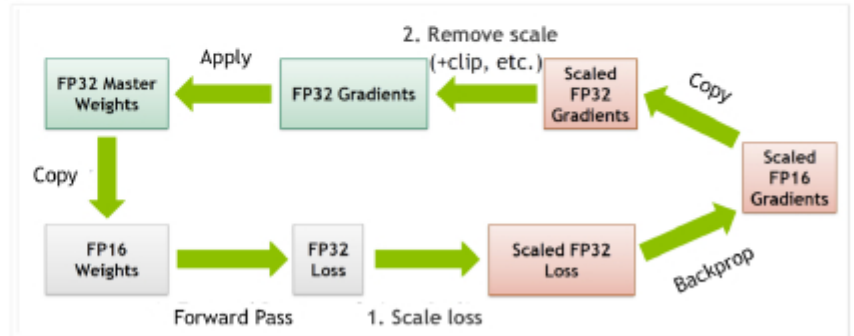 2. Remove scale
(+clip, etc.)
Apply
FP32 Master
Weights
FP32 Gradients
Scaled
FP32
Gradients
Copy
Scaled
FP16
Gradients
Copy
FP16
Weights
FP32
Loss
Scaled FP32
Loss
Backprop
Forward Pass
1. Scale loss